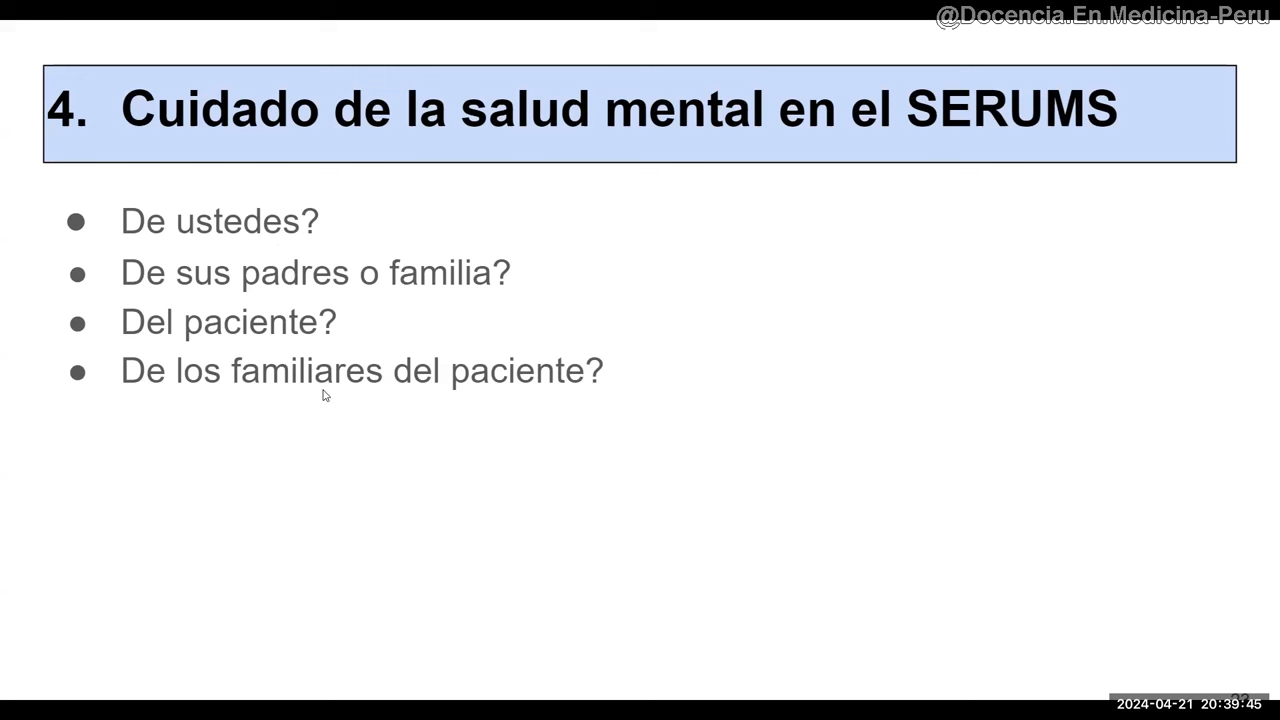 @Docencia.En.Medicina-Peru
4. Cuidado de la salud mental en el SERUMS
● De ustedes?
● De sus padres o familia?
● Del paciente?
● De los familiares del paciente?
2024-04-21 20:39:45